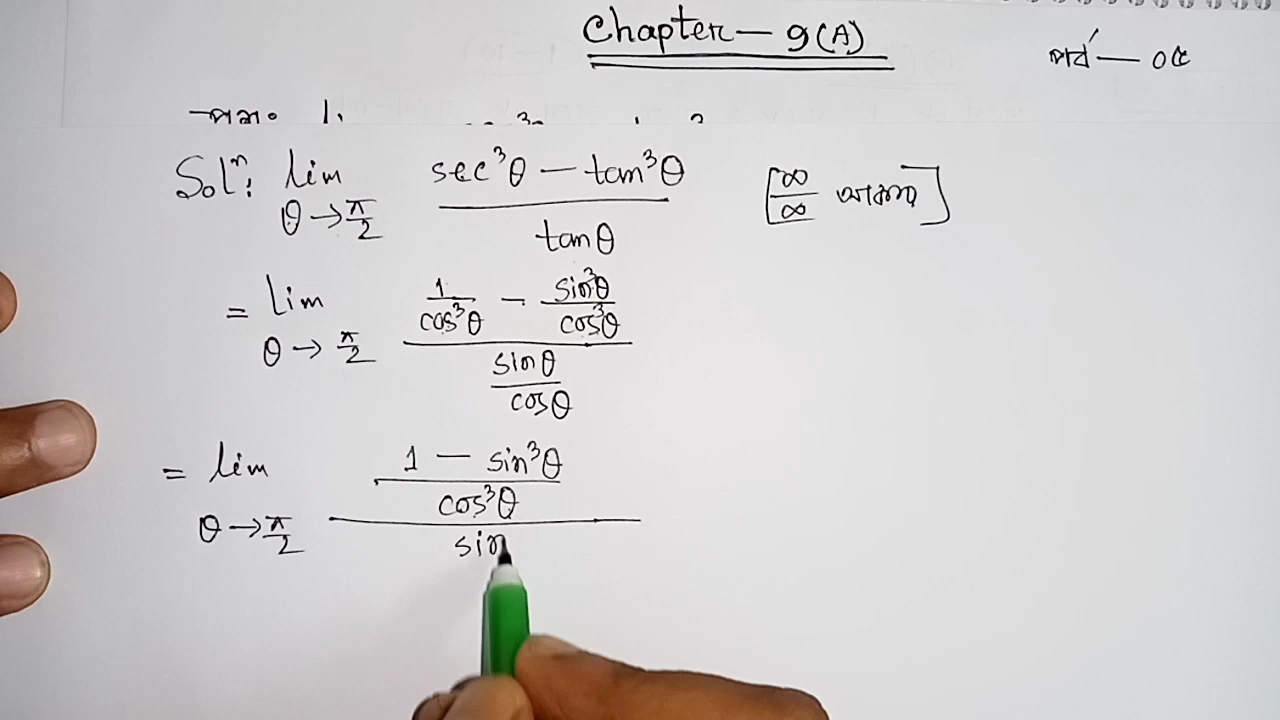 Chapter — 9(A)
পর্ব — ০৫
1.
Solⁿ: lim θ→π/2 (sec³θ − tan³θ)/tanθ [∞/∞ আকার]
= Lim θ→π/2 (1/cos³θ − sin³θ/cos³θ)/(sinθ/cosθ)
= lim θ→π/2 ((1 − sin³θ)/cos³θ)/sin